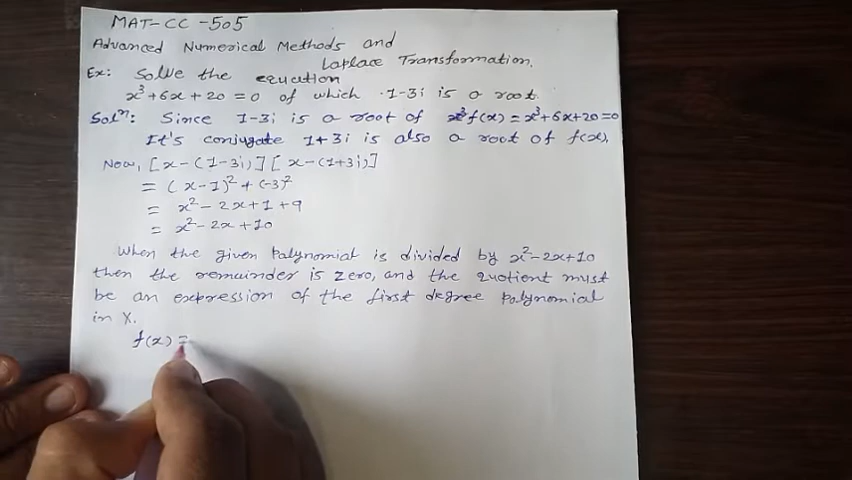 MAT-CC-505
Advanced Numerical Methods and
Laplace Transformation.
Ex: Solve the equation
x³+6x+20=0 of which 1-3i is a root.
Solⁿ: Since 1-3i is a root of f(x)=x³+6x+20=0
It's conjugate 1+3i is also a root of f(x).
Now, [x-(1-3i)][x-(1+3i)]
= (x-1)²+(-3)²
= x²-2x+1+9
= x²-2x+10
When the given Polynomial is divided by x²-2x+10
then the remainder is zero, and the quotient must
be an expression of the first degree polynomial
in X.
f(x) =